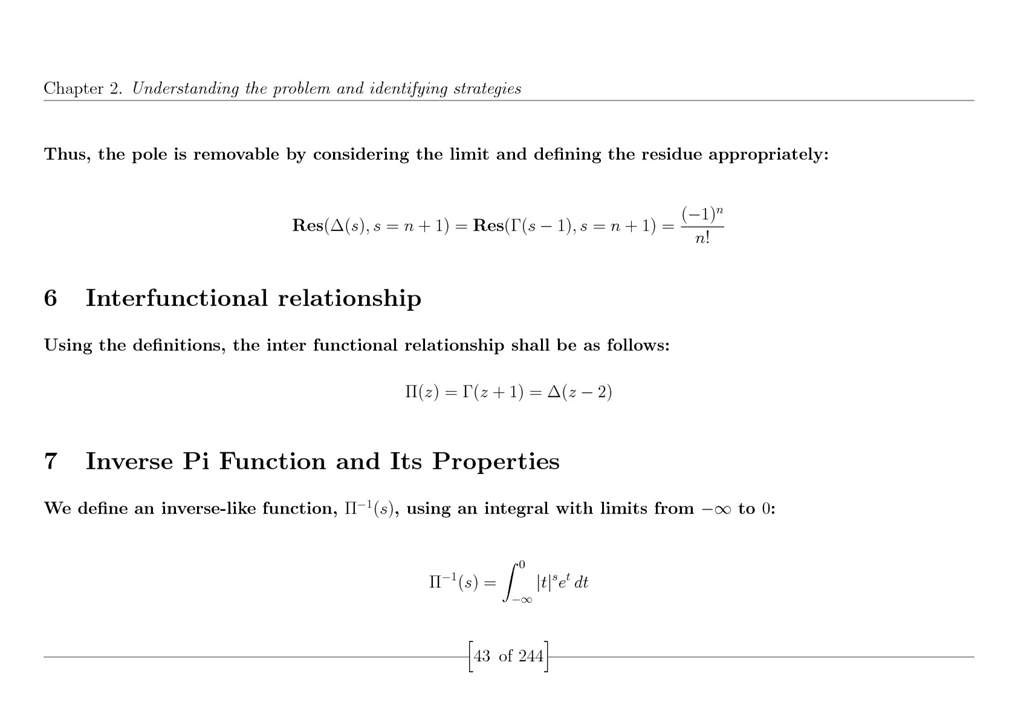 Chapter 2. Understanding the problem and identifying strategies
Thus, the pole is removable by considering the limit and defining the residue appropriately:
Res(Δ(s), s = n + 1) = Res(Γ(s − 1), s = n + 1) = (−1)ⁿ / n!
6 Interfunctional relationship
Using the definitions, the inter functional relationship shall be as follows:
Π(z) = Γ(z + 1) = Δ(z − 2)
7 Inverse Pi Function and Its Properties
We define an inverse-like function, Π⁻¹(s), using an integral with limits from −∞ to 0:
Π⁻¹(s) = ∫_{−∞}^{0} |t|ˢeᵗ dt
[43 of 244]